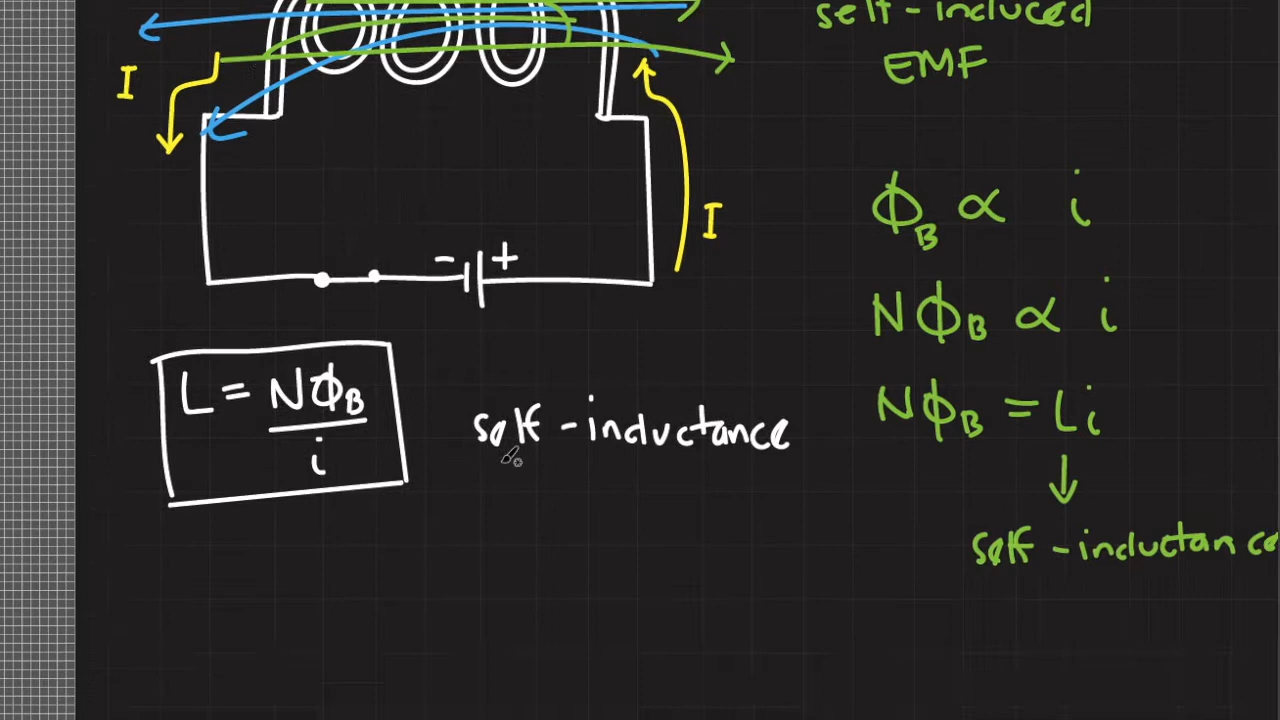 self-induced
EMF
I
I
- +
ΦB ∝ i
NΦB ∝ i
NΦB = Li
L = NΦB / i
self-inductance
self-inductance